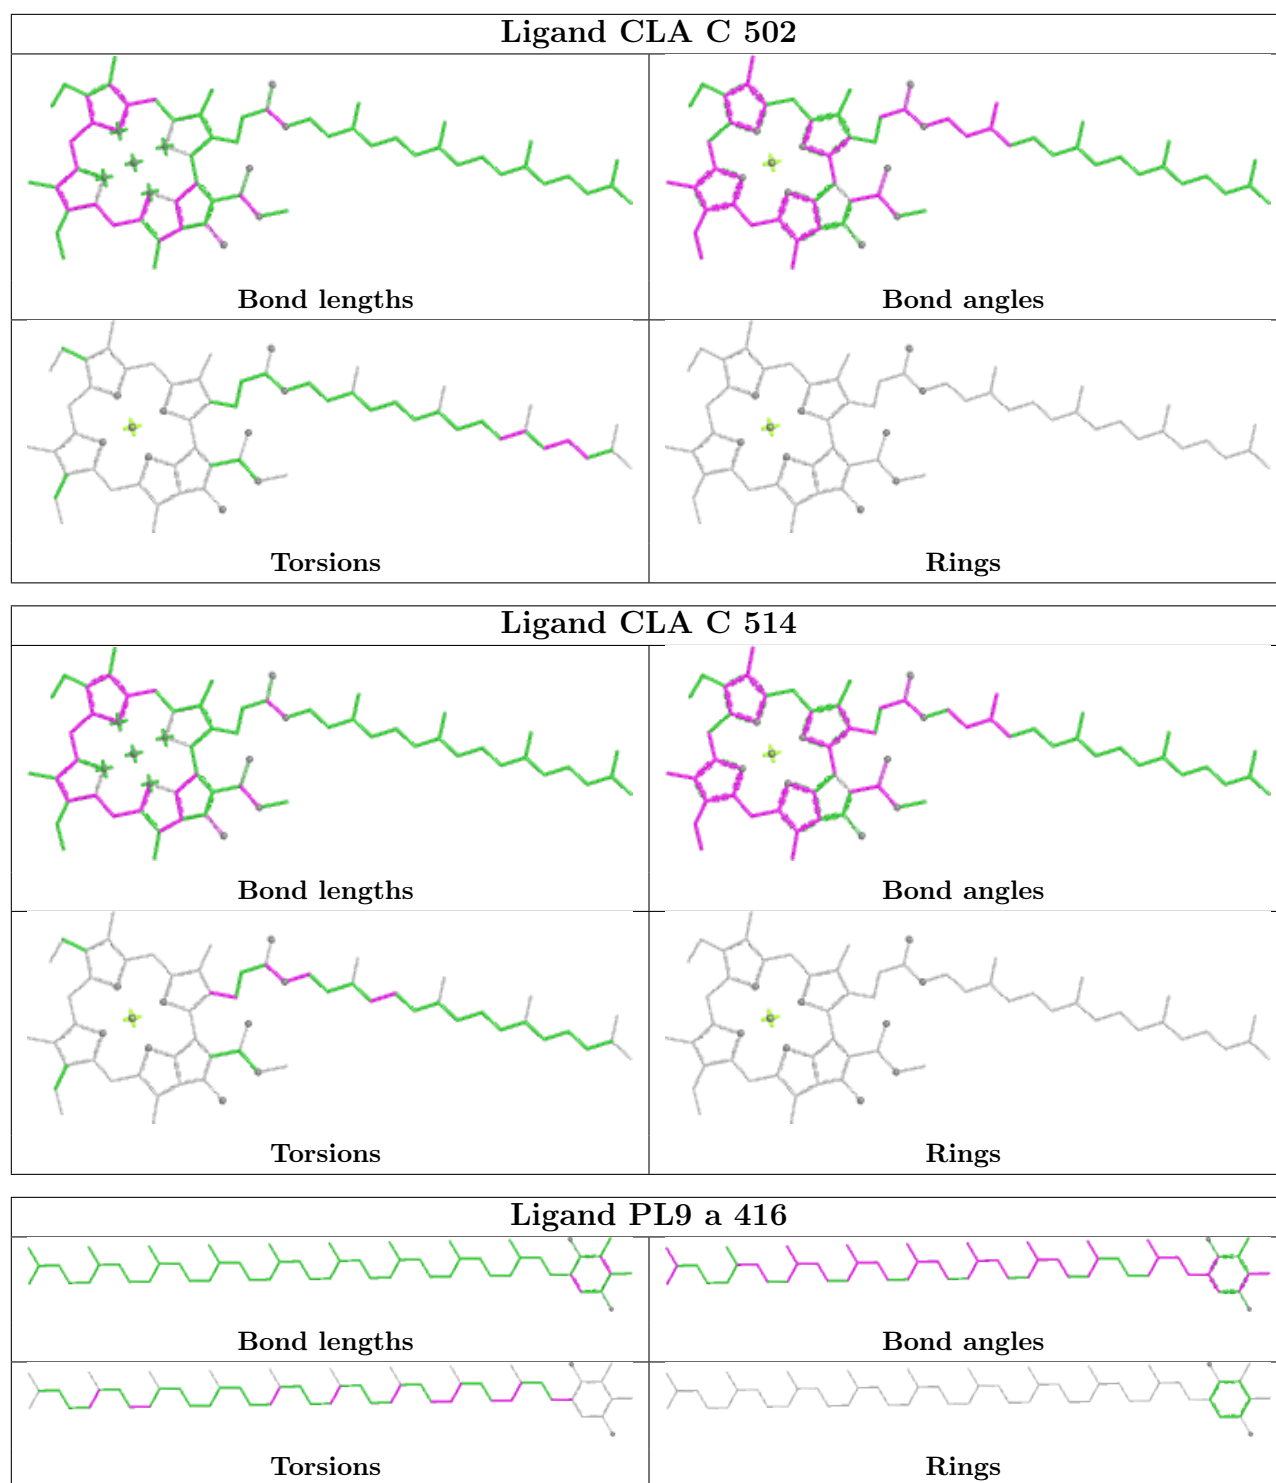 Ligand CLA C 502
Bond lengths
Bond angles
Torsions
Rings
Ligand CLA C 514
Bond lengths
Bond angles
Torsions
Rings
Ligand PL9 a 416
Bond lengths
Bond angles
Torsions
Rings